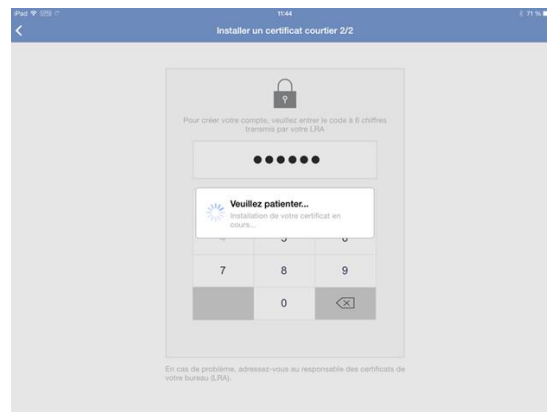 iPad
11:44
71 %
Installer un certificat courtier 2/2
Pour créer votre compte, veuillez entrer le code à 6 chiffres
transmis par votre LRA
Veuillez patienter...
Installation de votre certificat en
cours...
7 8 9
0
En cas de problème, adressez-vous au responsable des certificats de
votre bureau (LRA).